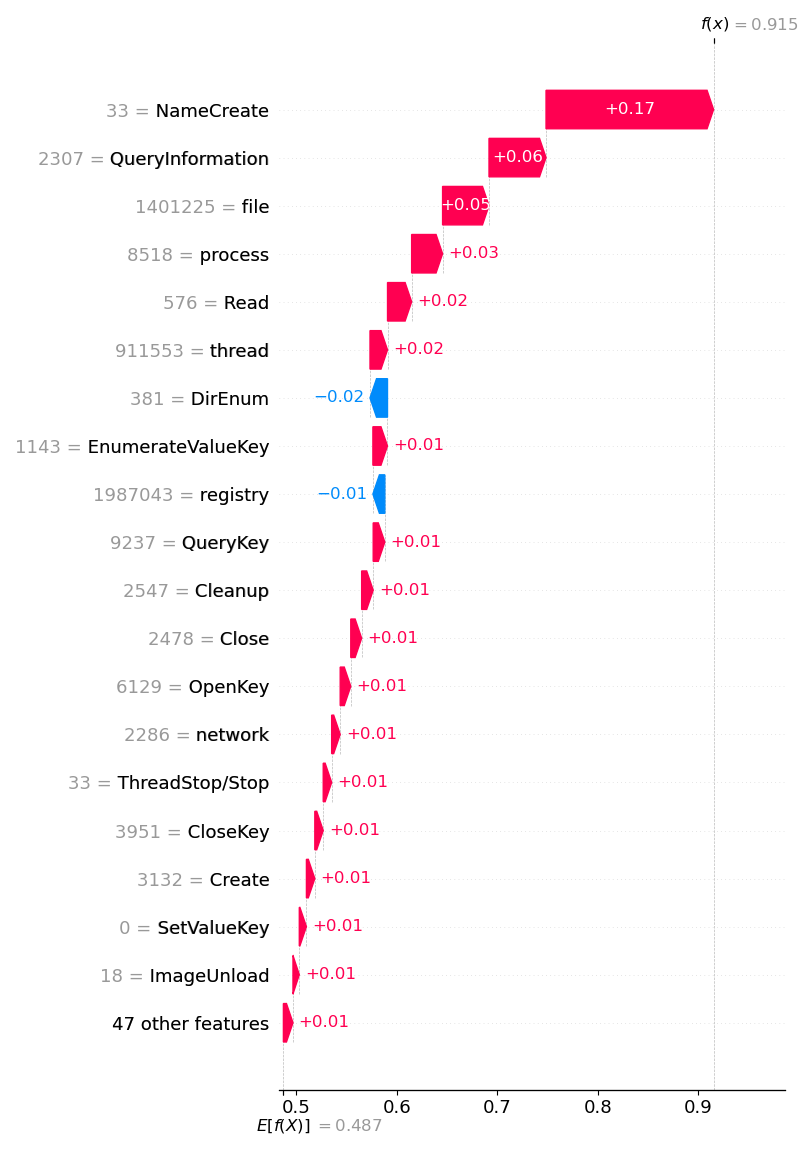 f(x) = 0.915
33 = NameCreate
+0.17
2307 = QueryInformation
+0.06
1401225 = file
+0.05
8518 = process
+0.03
576 = Read
+0.02
911553 = thread
+0.02
381 = DirEnum
−0.02
1143 = EnumerateValueKey
+0.01
1987043 = registry
−0.01
9237 = QueryKey
+0.01
2547 = Cleanup
+0.01
2478 = Close
+0.01
6129 = OpenKey
+0.01
2286 = network
+0.01
33 = ThreadStop/Stop
+0.01
3951 = CloseKey
+0.01
3132 = Create
+0.01
0 = SetValueKey
+0.01
18 = ImageUnload
+0.01
47 other features
+0.01
0.5 0.6 0.7 0.8 0.9
E[f(X)] = 0.487